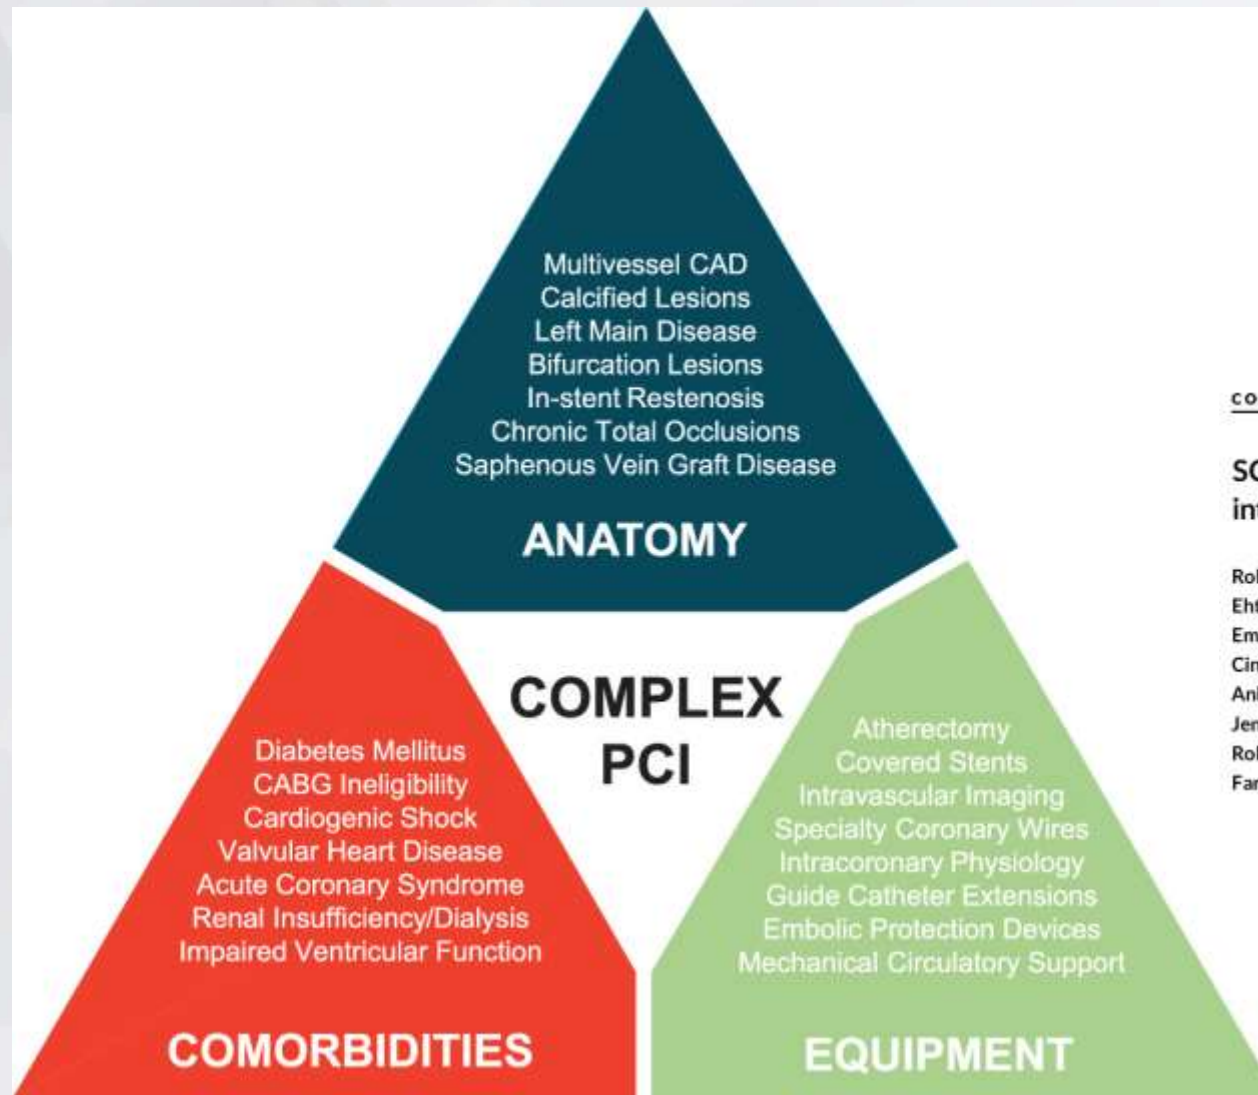 Multivessel CAD
Calcified Lesions
Left Main Disease
Bifurcation Lesions
In-stent Restenosis
Chronic Total Occlusions
Saphenous Vein Graft Disease
ANATOMY
COMPLEX
PCI
Diabetes Mellitus
CABG Ineligibility
Cardiogenic Shock
Valvular Heart Disease
Acute Coronary Syndrome
Renal Insufficiency/Dialysis
Impaired Ventricular Function
COMORBIDITIES
Atherectomy
Covered Stents
Intravascular Imaging
Specialty Coronary Wires
Intracoronary Physiology
Guide Catheter Extensions
Embolic Protection Devices
Mechanical Circulatory Support
EQUIPMENT